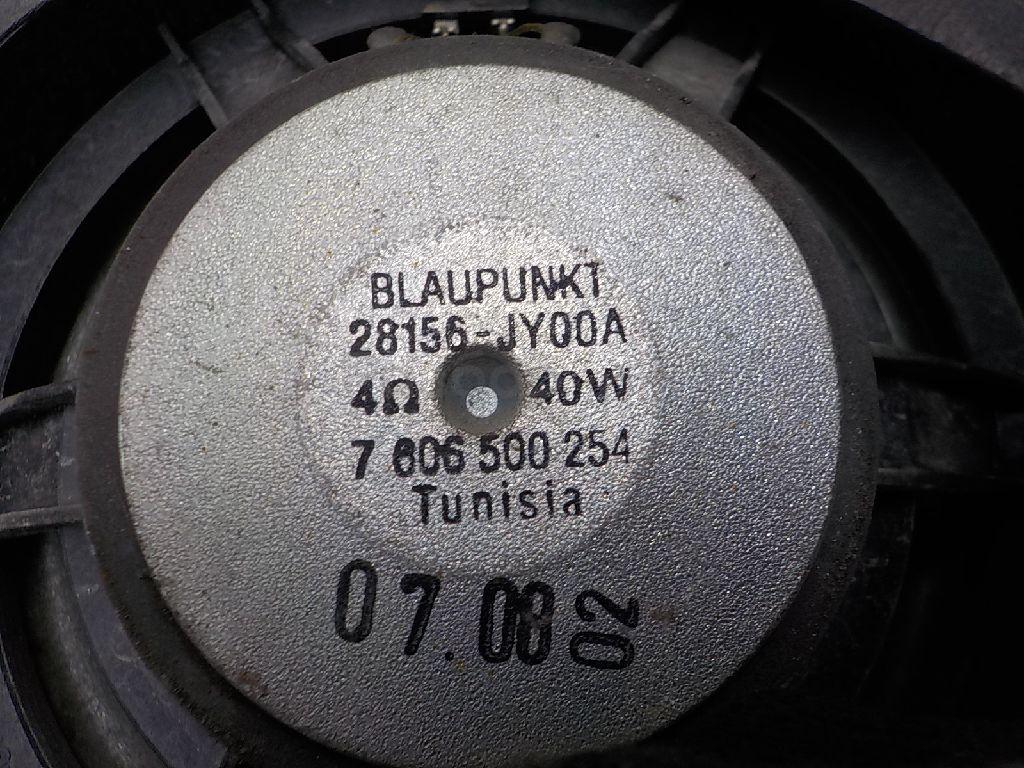 BLAUPUNKT
28156-JY00A
4Ω 40W
7 606 500 254
Tunisia
07.08 02